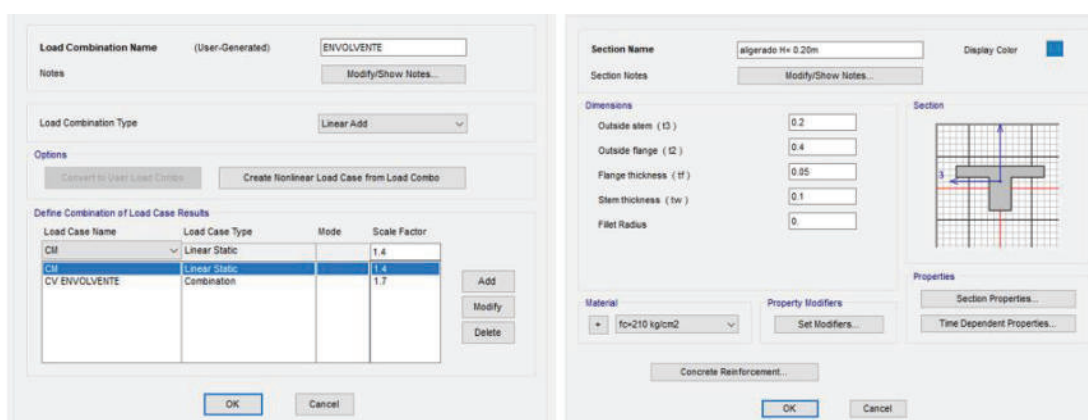 Load Combination Name (User-Generated) ENVOLVENTE
Notes Modify/Show Notes...
Load Combination Type Linear Add
Options
Convert to User Load Combo Create Nonlinear Load Case from Load Combo
Define Combination of Load Case Results
Load Case Name Load Case Type Mode Scale Factor
CM Linear Static 1.4
CM Linear Static 1.4
CV ENVOLVENTE Combination 1.7
Add
Modify
Delete
OK Cancel
Section Name aligerado H= 0.20m Display Color
Section Notes Modify/Show Notes...
Dimensions
Outside stem ( t3 ) 0.2
Outside flange ( t2 ) 0.4
Flange thickness ( tf ) 0.05
Stem thickness ( tw ) 0.1
Fillet Radius 0.
Section
3
Properties
Section Properties...
Time Dependent Properties...
Material
+ fc=210 kg/cm2
Property Modifiers
Set Modifiers...
Concrete Reinforcement...
OK Cancel